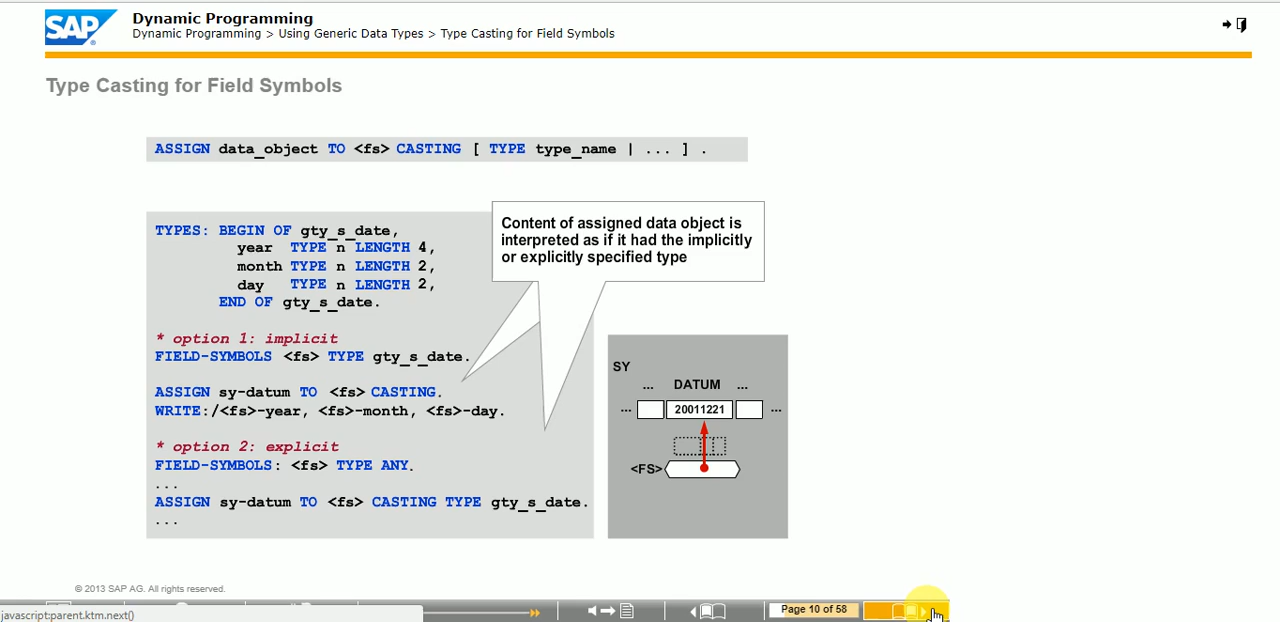 SAP
Dynamic Programming
Dynamic Programming > Using Generic Data Types > Type Casting for Field Symbols
Type Casting for Field Symbols
ASSIGN data_object TO <fs> CASTING [ TYPE type_name | ... ] .
Content of assigned data object is
interpreted as if it had the implicitly
or explicitly specified type
TYPES: BEGIN OF gty_s_date,
year TYPE n LENGTH 4,
month TYPE n LENGTH 2,
day TYPE n LENGTH 2,
END OF gty_s_date.
* option 1: implicit
FIELD-SYMBOLS <fs> TYPE gty_s_date.
ASSIGN sy-datum TO <fs> CASTING.
WRITE:/<fs>-year, <fs>-month, <fs>-day.
* option 2: explicit
FIELD-SYMBOLS: <fs> TYPE ANY.
...
ASSIGN sy-datum TO <fs> CASTING TYPE gty_s_date.
...
SY
... DATUM ...
... 20011221 ...
<FS>
© 2013 SAP AG. All rights reserved.
javascript:parent.ktm.next()
Page 10 of 58